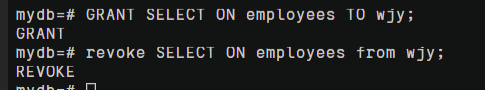 mydb=# GRANT SELECT ON employees TO wjy;
GRANT
mydb=# revoke SELECT ON employees from wjy;
REVOKE
mydb=#